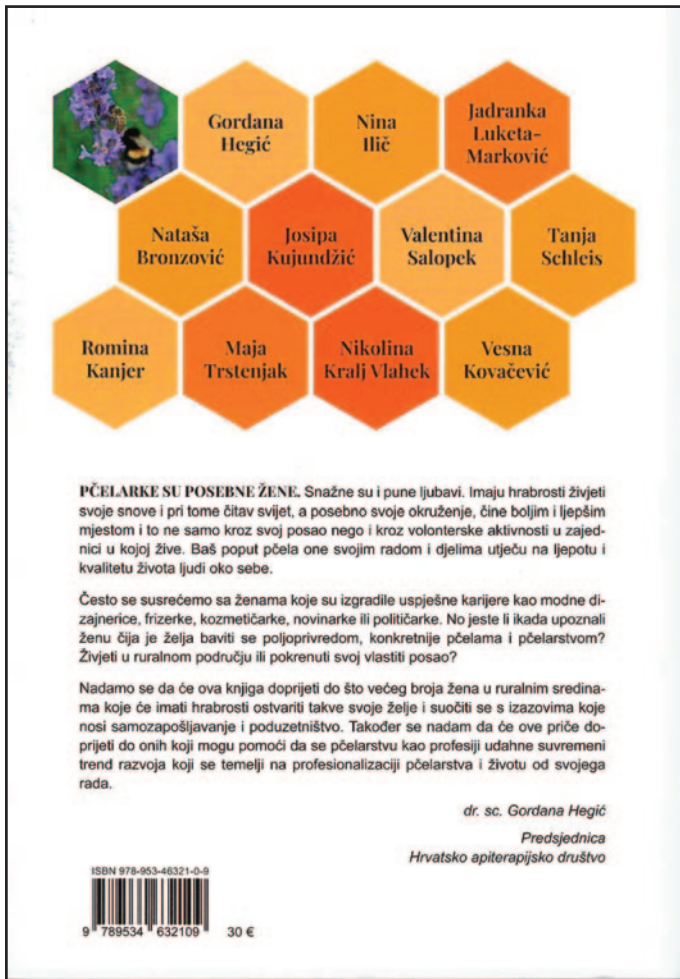 Gordana
Hegić
Nina
Ilič
Jadranka
Luketa-
Marković
Nataša
Bronzović
Josipa
Kujundžić
Valentina
Salopek
Tanja
Schleis
Romina
Kanjer
Maja
Trstenjak
Nikolina
Kralj Vlahek
Vesna
Kovačević
PČELARKE SU POSEBNE ŽENE. Snažne su i pune ljubavi. Imaju hrabrosti živjeti
svoje snove i pri tome čitav svijet, a posebno svoje okruženje, čine boljim i ljepšim
mjestom i to ne samo kroz svoj posao nego i kroz volonterske aktivnosti u zajed-
nici u kojoj žive. Baš poput pčela one svojim radom i djelima utječu na ljepotu i
kvalitetu života ljudi oko sebe.
Često se susrećemo sa ženama koje su izgradile uspješne karijere kao modne di-
zajnerice, frizerke, kozmetičarke, novinarke ili političarke. No jeste li ikada upoznali
ženu čija je želja baviti se poljoprivredom, konkretnije pčelama i pčelarstvom?
Živjeti u ruralnom području ili pokrenuti svoj vlastiti posao?
Nadamo se da će ova knjiga doprijeti do što većeg broja žena u ruralnim sredina-
ma koje će imati hrabrosti ostvariti takve svoje želje i suočiti se s izazovima koje
nosi samozapošljavanje i poduzetništvo. Također se nadam da će ove priče do-
prijeti do onih koji mogu pomoći da se pčelarstvu kao profesiji udahne suvremeni
trend razvoja koji se temelji na profesionalizaciji pčelarstva i životu od svojega
rada.
dr. sc. Gordana Hegić
Predsjednica
Hrvatsko apiterapijsko društvo
ISBN 978-953-46321-0-9
9 789534 632109
30 €